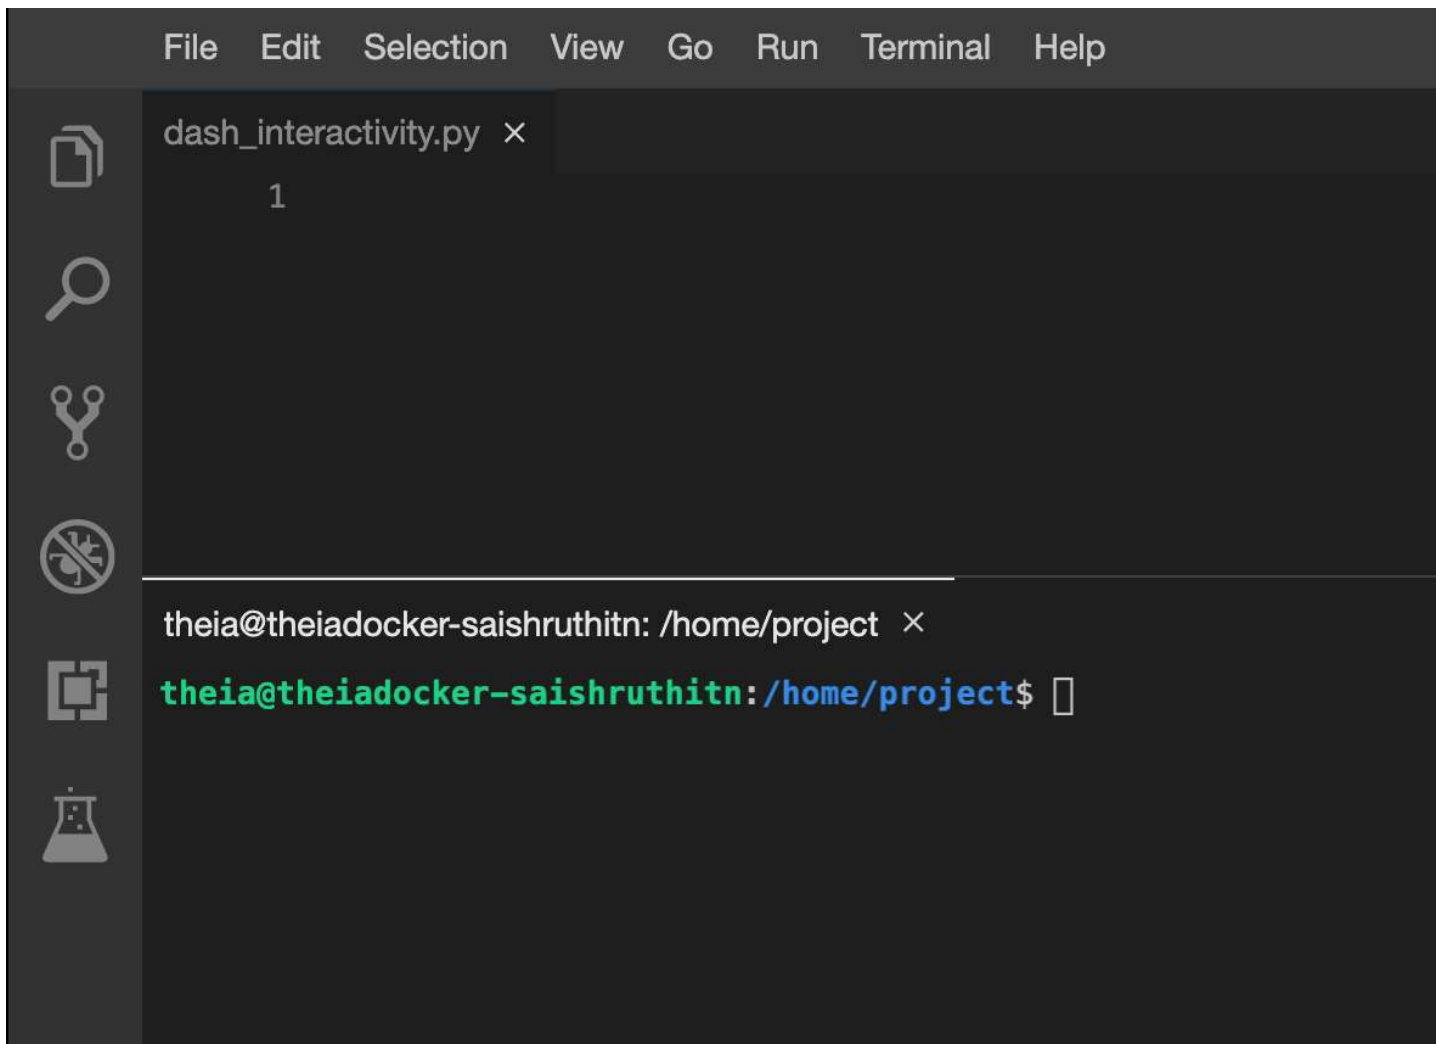 File Edit Selection View Go Run Terminal Help
dash_interactivity.py ×
1
theia@theiadocker-saishruthitn: /home/project ×
theia@theiadocker-saishruthitn:/home/project$